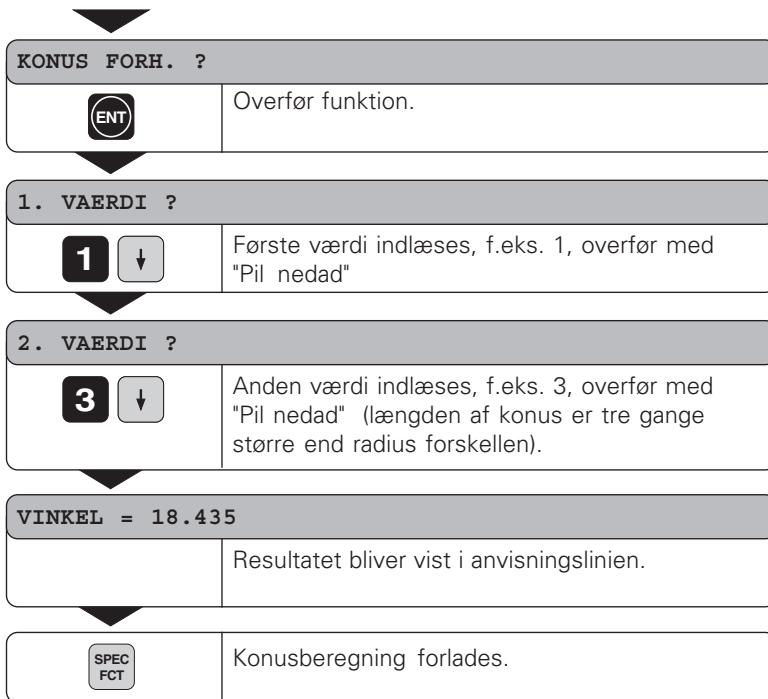 KONUS FORH. ?
ENT
Overfør funktion.
1. VAERDI ?
1
Første værdi indlæses, f.eks. 1, overfør med
"Pil nedad"
2. VAERDI ?
3
Anden værdi indlæses, f.eks. 3, overfør med
"Pil nedad" (længden af konus er tre gange
større end radius forskellen).
VINKEL = 18.435
Resultatet bliver vist i anvisningslinien.
SPEC
FCT
Konusberegning forlades.